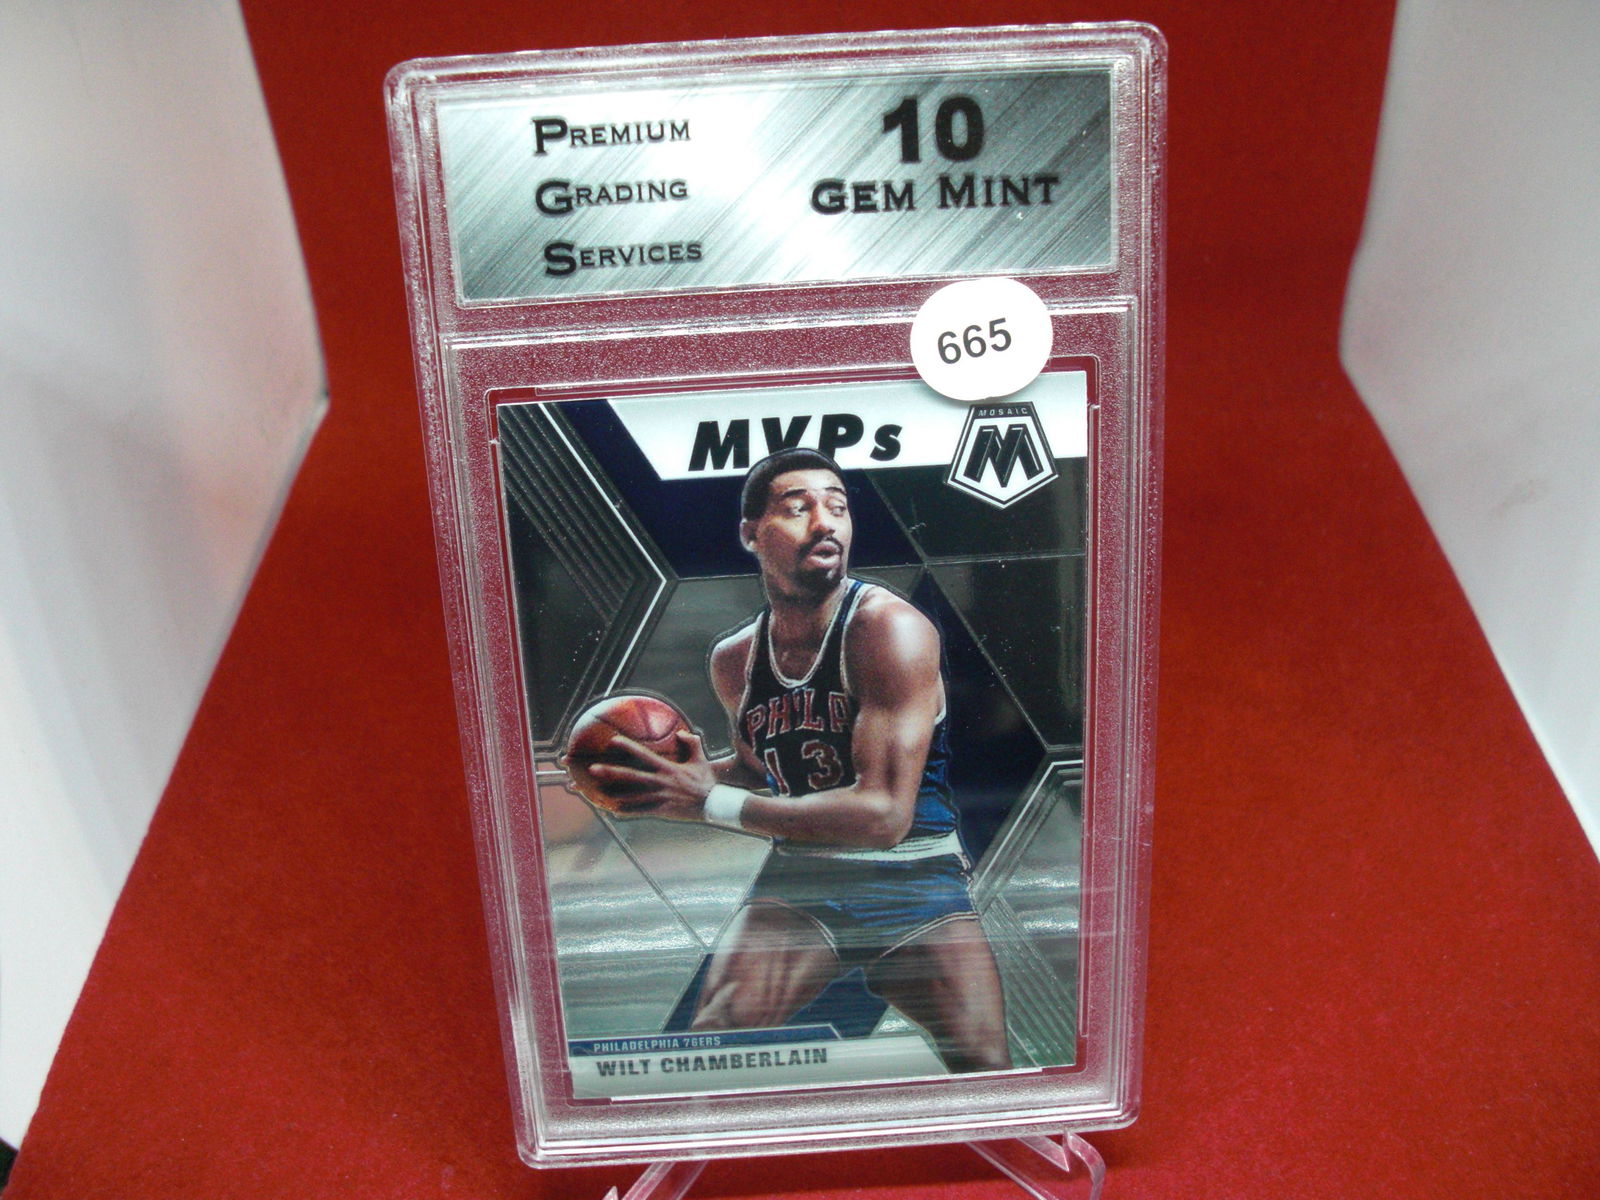 PREMIUM
GRADING
SERVICES
10
GEM MINT
665
MVPs
MOSAIC
M
PHILA
13
PHILADELPHIA 76ERS
WILT CHAMBERLAIN